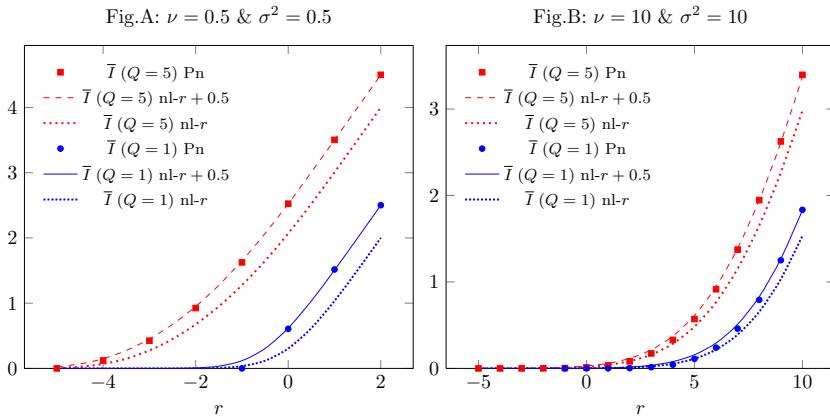 Fig.A: ν = 0.5 & σ² = 0.5
Ī (Q = 5) Pn
Ī (Q = 5) nl-r + 0.5
Ī (Q = 5) nl-r
Ī (Q = 1) Pn
Ī (Q = 1) nl-r + 0.5
Ī (Q = 1) nl-r
4
3
2
1
0
−4
−2
0
2
r
Fig.B: ν = 10 & σ² = 10
Ī (Q = 5) Pn
Ī (Q = 5) nl-r + 0.5
Ī (Q = 5) nl-r
Ī (Q = 1) Pn
Ī (Q = 1) nl-r + 0.5
Ī (Q = 1) nl-r
3
2
1
0
−5
0
5
10
r